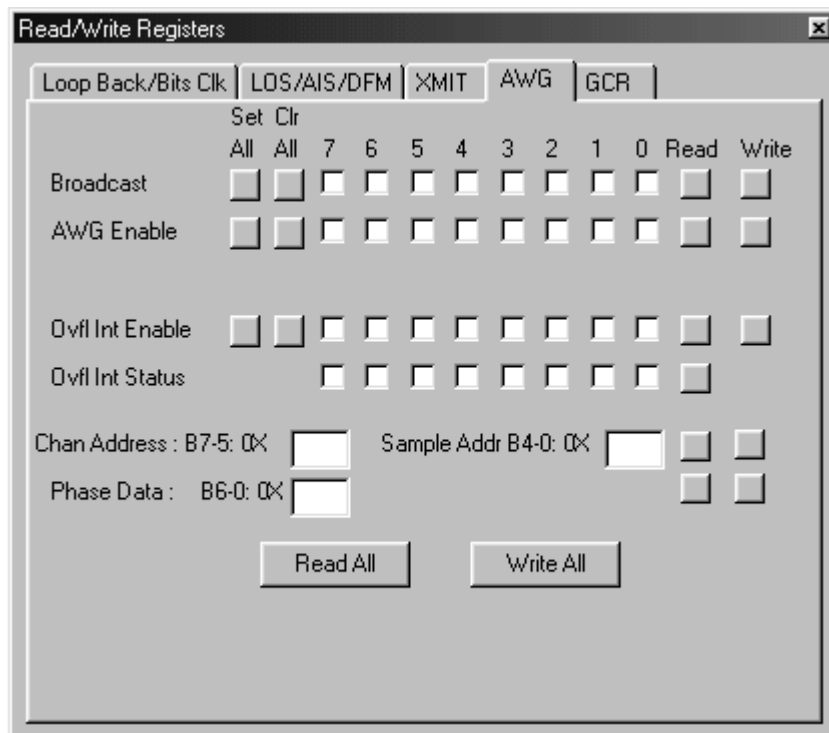 Read/Write Registers
Loop Back/Bits Clk LOS/AIS/DFM XMIT AWG GCR
Set Clr
All All 7 6 5 4 3 2 1 0 Read Write
Broadcast
AWG Enable
Ovfl Int Enable
Ovfl Int Status
Chan Address : B7-5: 0X Sample Addr B4-0: 0X
Phase Data : B6-0: 0X
Read All Write All